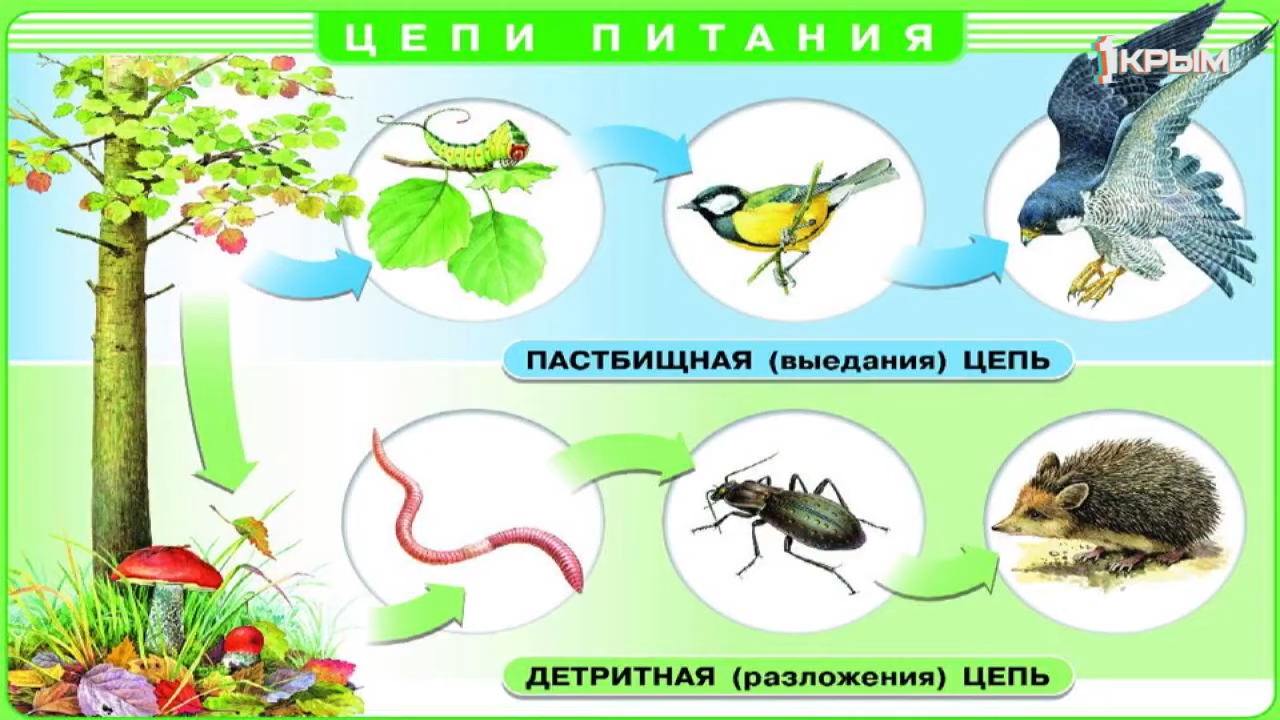 ЦЕПИ ПИТАНИЯ
1КРЫМ
ПАСТБИЩНАЯ (выедания) ЦЕПЬ
ДЕТРИТНАЯ (разложения) ЦЕПЬ